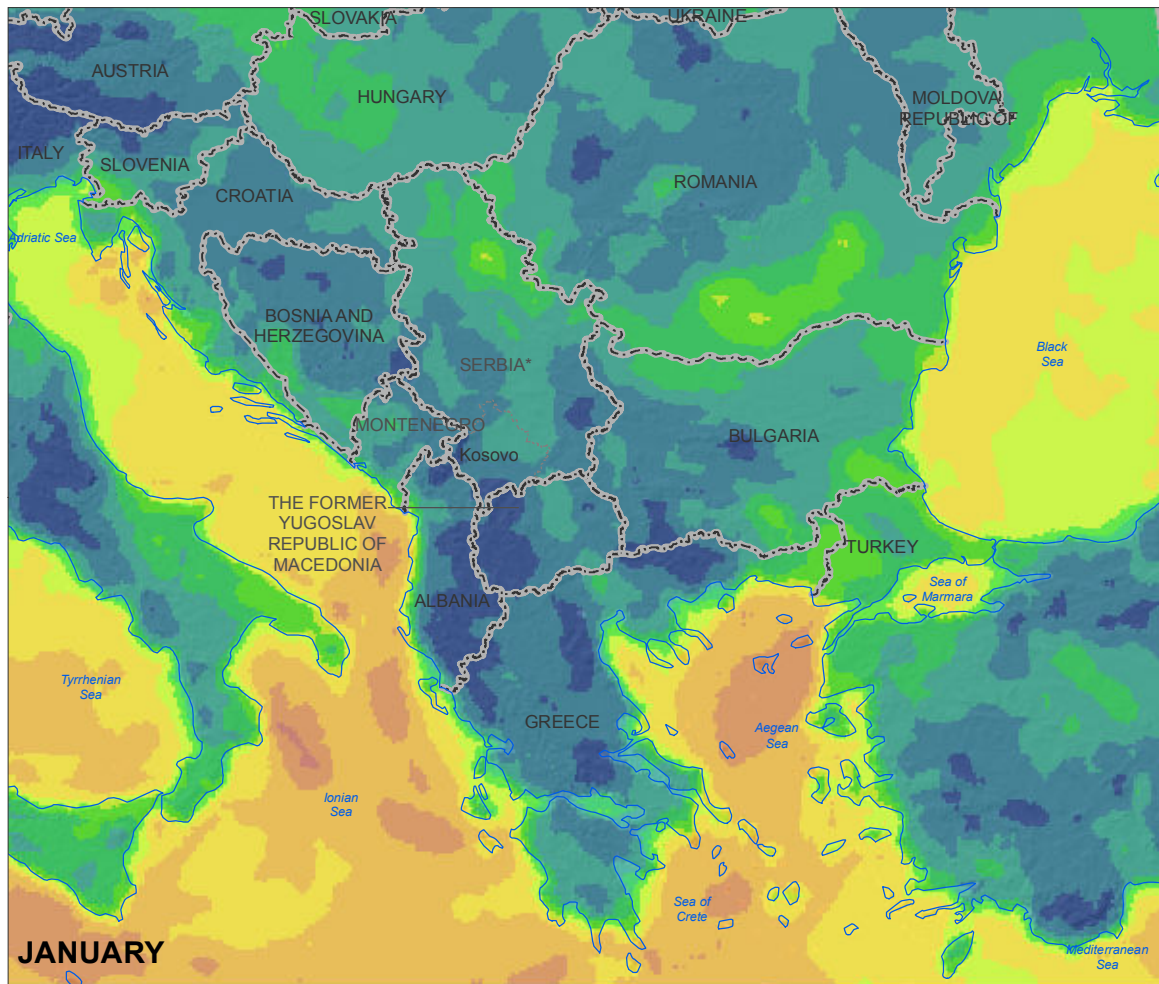 SLOVAKIA
UKRAINE
AUSTRIA
HUNGARY
MOLDOVA,
REPUBLIC OF
ITALY
SLOVENIA
CROATIA
ROMANIA
Adriatic Sea
BOSNIA AND
HERZEGOVINA
SERBIA*
Black
Sea
MONTENEGRO
Kosovo
BULGARIA
THE FORMER
YUGOSLAV
REPUBLIC OF
MACEDONIA
TURKEY
Sea of
Marmara
ALBANIA
Tyrrhenian
Sea
GREECE
Aegean
Sea
Ionian
Sea
Sea of
Crete
JANUARY
Mediterranean
Sea